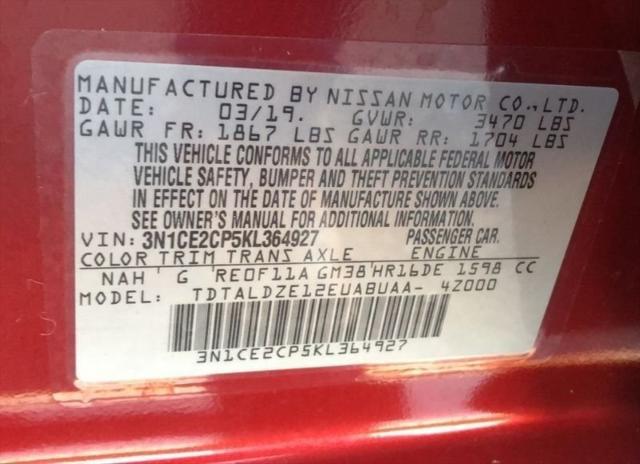 MANUFACTURED BY NISSAN MOTOR CO., LTD.
DATE: 03/19. GVWR: 3470 LBS
GAWR FR: 1867 LBS GAWR RR: 1704 LBS
THIS VEHICLE CONFORMS TO ALL APPLICABLE FEDERAL MOTOR
VEHICLE SAFETY, BUMPER AND THEFT PREVENTION STANDARDS
IN EFFECT ON THE DATE OF MANUFACTURE SHOWN ABOVE.
SEE OWNER'S MANUAL FOR ADDITIONAL INFORMATION.
VIN: 3N1CE2CP5KL364927 PASSENGER CAR.
COLOR TRIM TRANS AXLE ENGINE
NAH G RE0F11A GM38 HR16DE 1598 CC
MODEL: TDTALDZE12EUABUAA- 4Z000
3N1CE2CP5KL364927